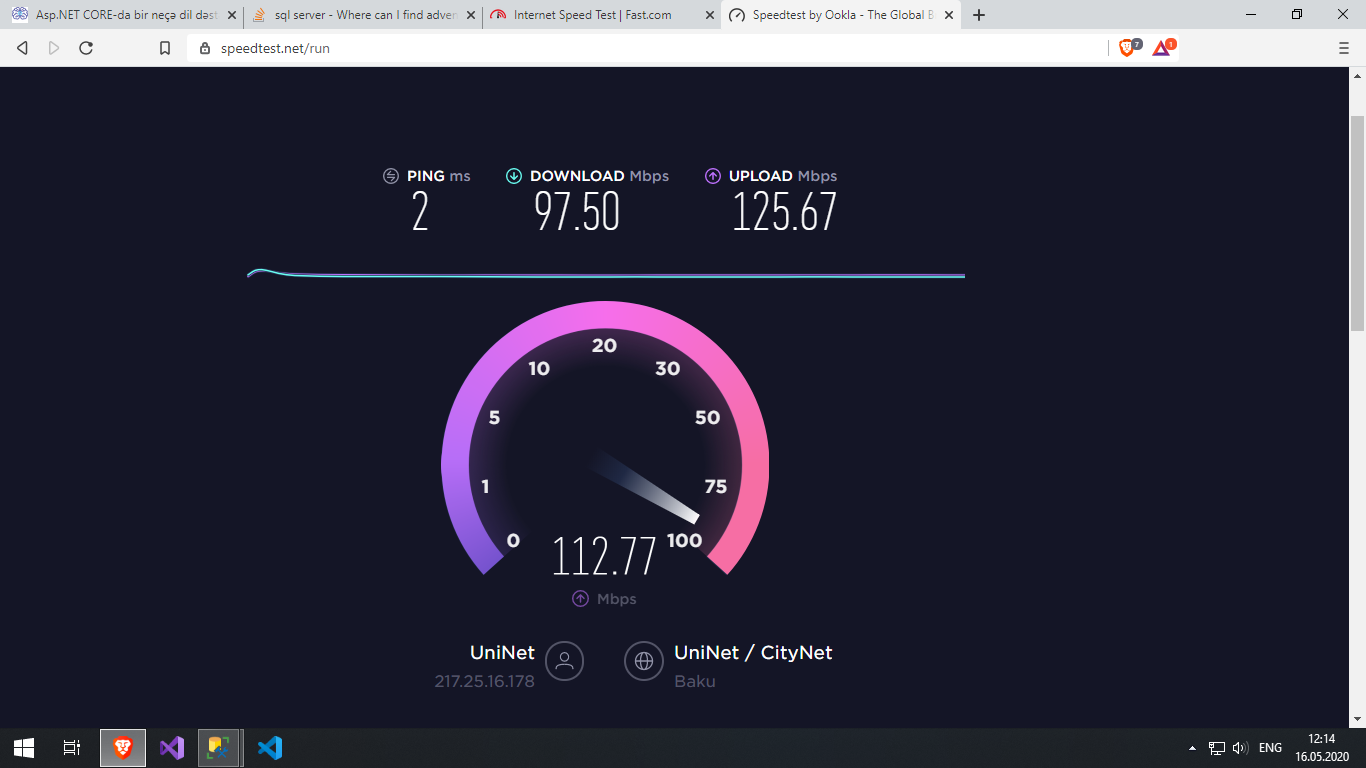 Asp.NET CORE-da bir neçə dil dəst
sql server - Where can I find adven
Internet Speed Test | Fast.com
Speedtest by Ookla - The Global B
speedtest.net/run
7
1
PING ms
DOWNLOAD Mbps
UPLOAD Mbps
2
97.50
125.67
0
1
5
10
20
30
50
75
100
112.77
Mbps
UniNet
217.25.16.178
UniNet / CityNet
Baku
ENG
12:14
16.05.2020